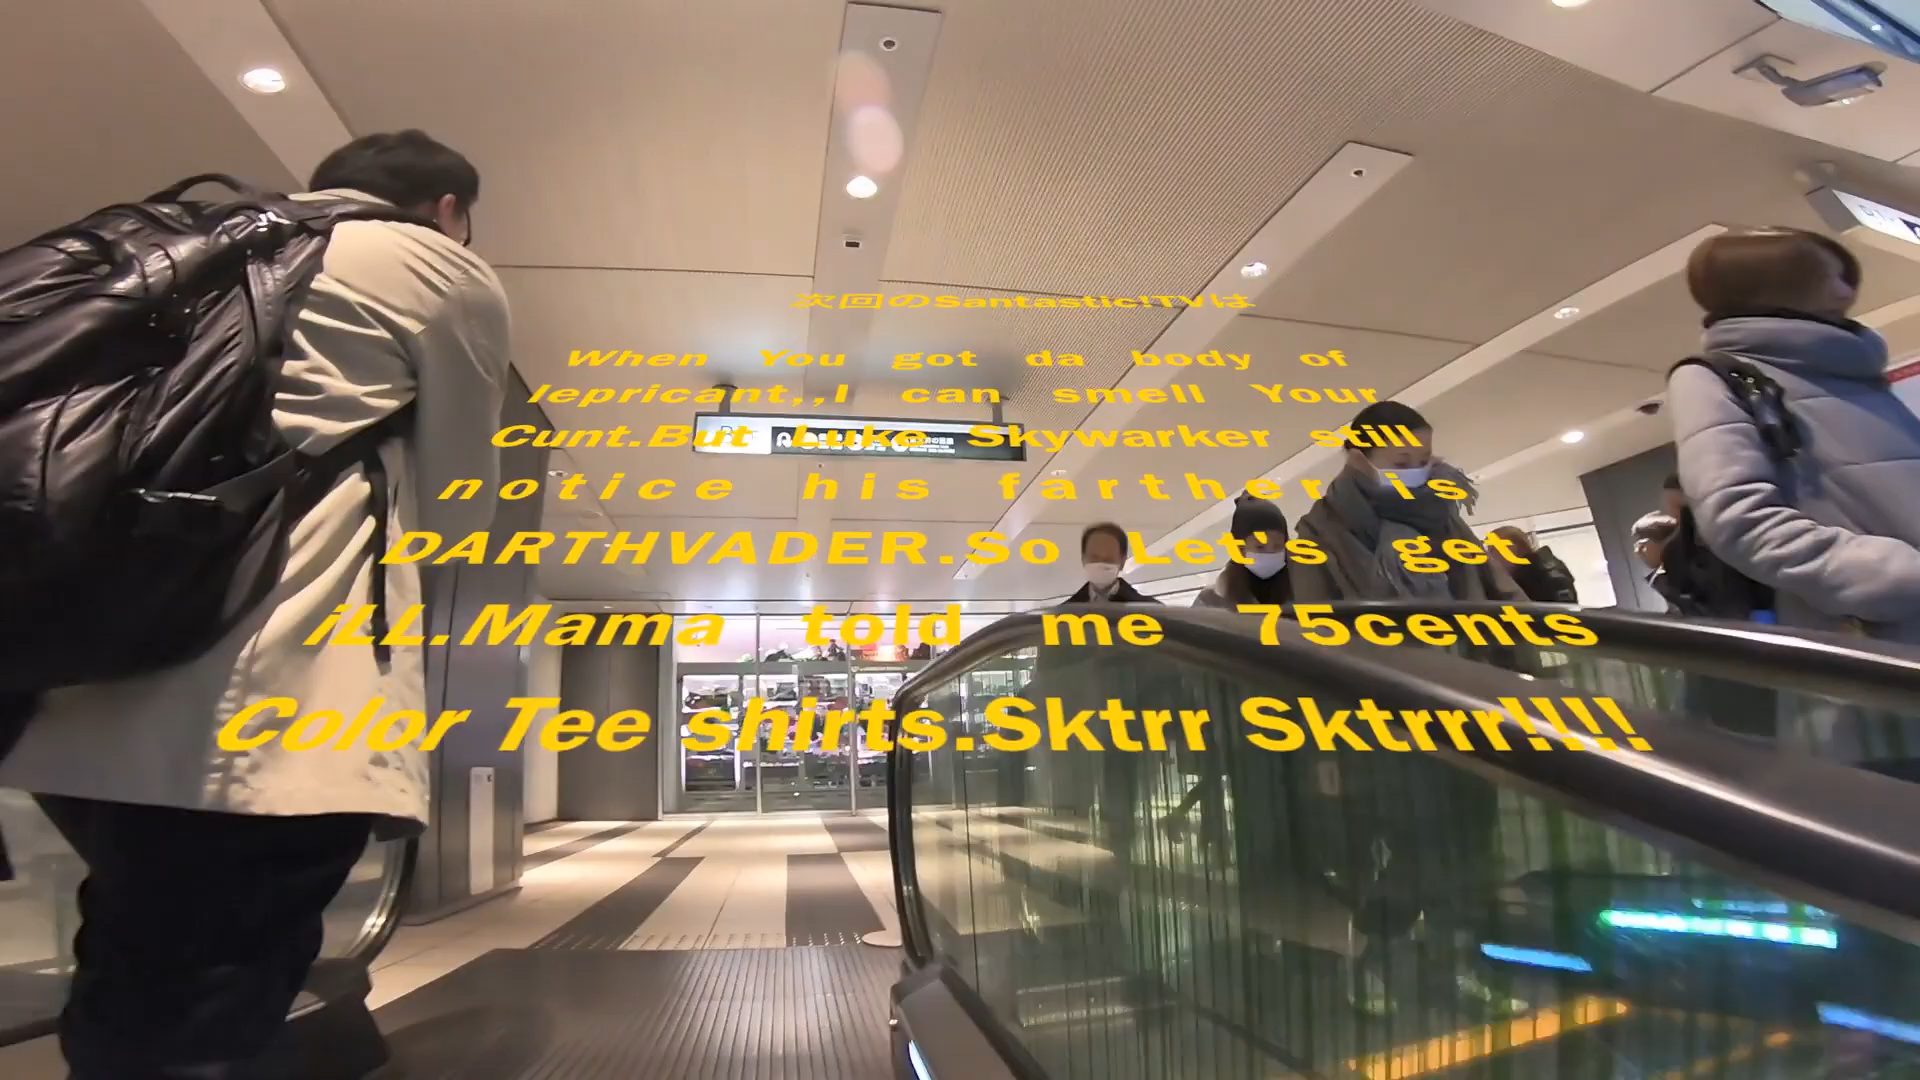 次回のSantastic!TVは
When You got da body of
lepricant,,I can smell Your
Cunt.But Luke Skywarker still
notice his farther is
DARTHVADER.So Let's get
iLL.Mama told me 75cents
Color Tee shirts.Sktrr Sktrrr!!!!